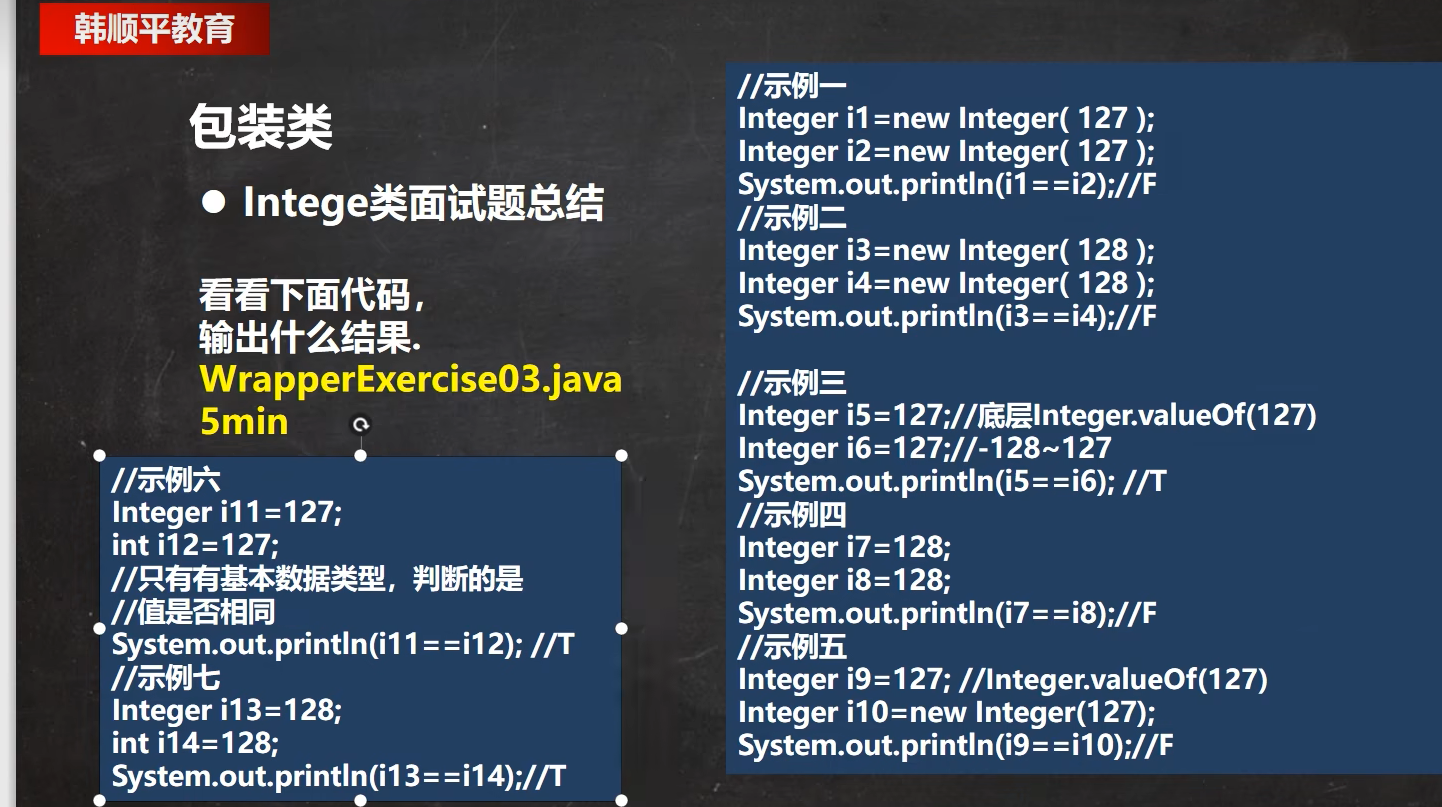 韩顺平教育
包装类
● Intege类面试题总结
看看下面代码，
输出什么结果.
WrapperExercise03.java
5min
//示例六
Integer i11=127;
int i12=127;
//只有有基本数据类型，判断的是
//值是否相同
System.out.println(i11==i12); //T
//示例七
Integer i13=128;
int i14=128;
System.out.println(i13==i14);//T
//示例一
Integer i1=new Integer( 127 );
Integer i2=new Integer( 127 );
System.out.println(i1==i2);//F
//示例二
Integer i3=new Integer( 128 );
Integer i4=new Integer( 128 );
System.out.println(i3==i4);//F
//示例三
Integer i5=127;//底层Integer.valueOf(127)
Integer i6=127;//-128~127
System.out.println(i5==i6); //T
//示例四
Integer i7=128;
Integer i8=128;
System.out.println(i7==i8);//F
//示例五
Integer i9=127; //Integer.valueOf(127)
Integer i10=new Integer(127);
System.out.println(i9==i10);//F